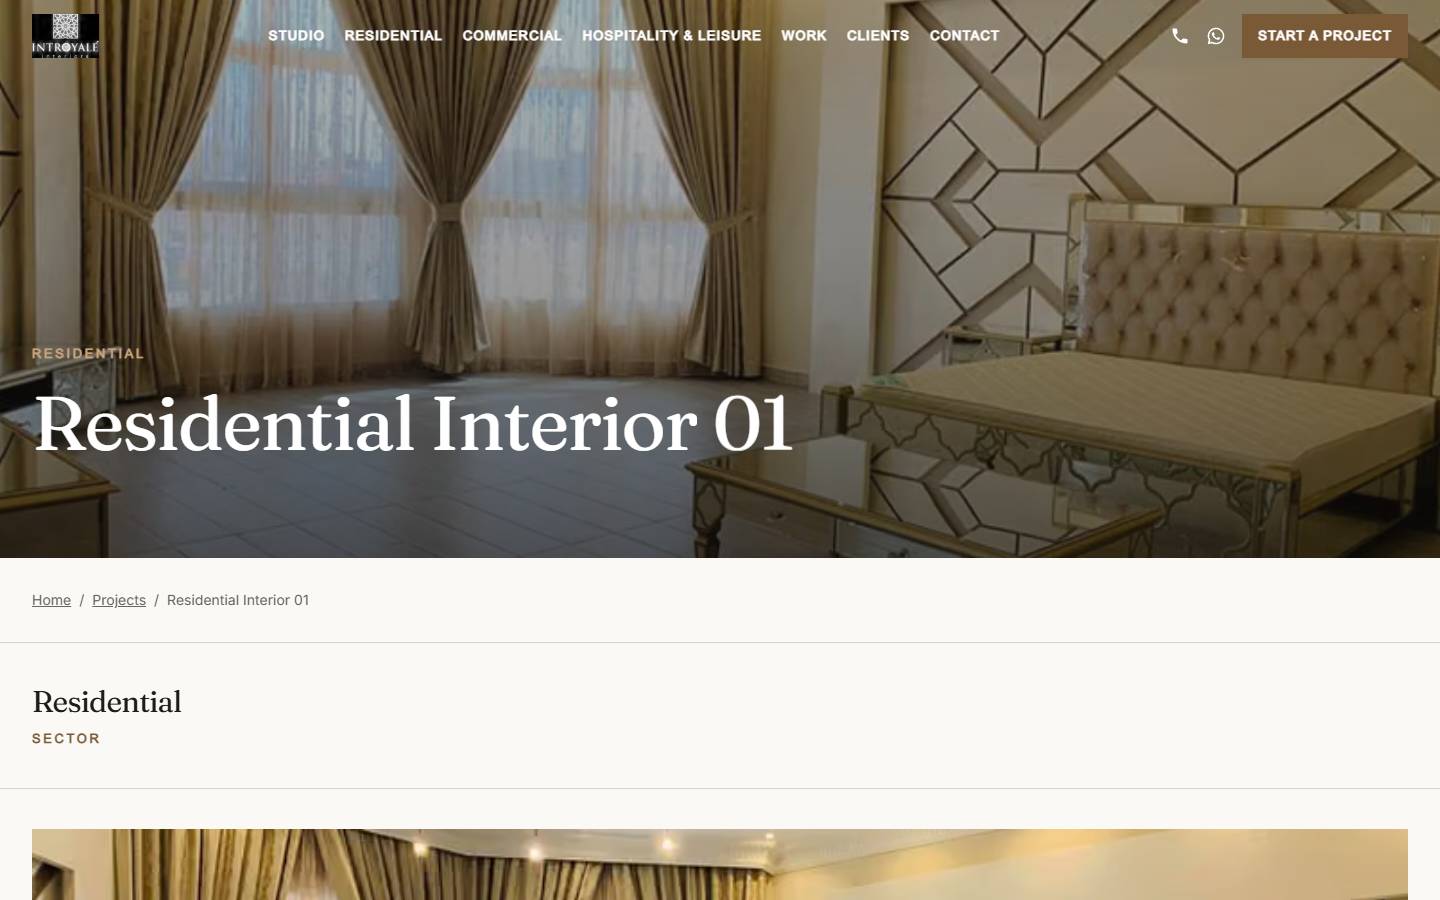 INTROYALE
interiors
STUDIO RESIDENTIAL COMMERCIAL HOSPITALITY & LEISURE WORK CLIENTS CONTACT START A PROJECT
RESIDENTIAL
Residential Interior 01
Home / Projects / Residential Interior 01
Residential
SECTOR